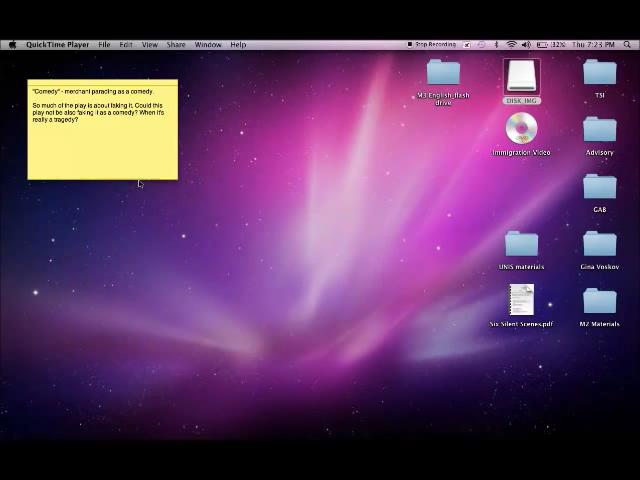 QuickTime Player File Edit View Share Window Help Stop Recording (32%) Thu 7:23 PM
"Comedy" - merchant parading as a comedy.
So much of the play is about faking it. Could this
play not be also faking it as a comedy? When it's
really a tragedy?
M3 English_flash
drive
DISK_IMG
TSI
Immigration Video
Advisory
GAB
UNIS materials
Gina Voskov
Six Silent Scenes.pdf
M2 Materials